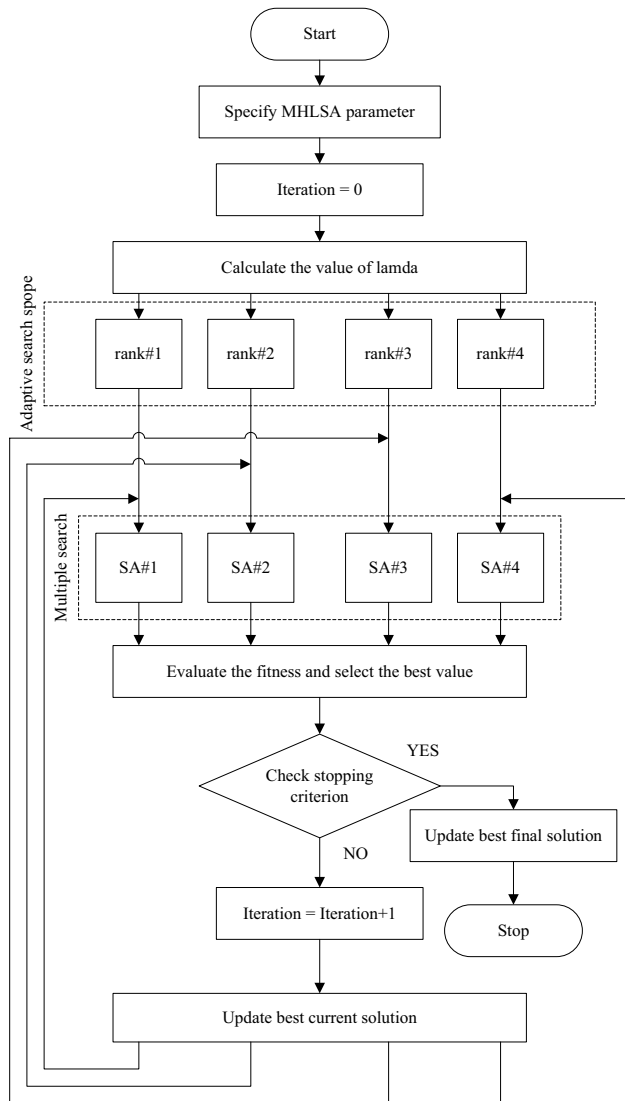 Start
Specify MHLSA parameter
Iteration = 0
Calculate the value of lamda
Adaptive search spope
rank#1
rank#2
rank#3
rank#4
Multiple search
SA#1
SA#2
SA#3
SA#4
Evaluate the fitness and select the best value
YES
Check stopping
criterion
Update best final solution
NO
Iteration = Iteration+1
Stop
Update best current solution